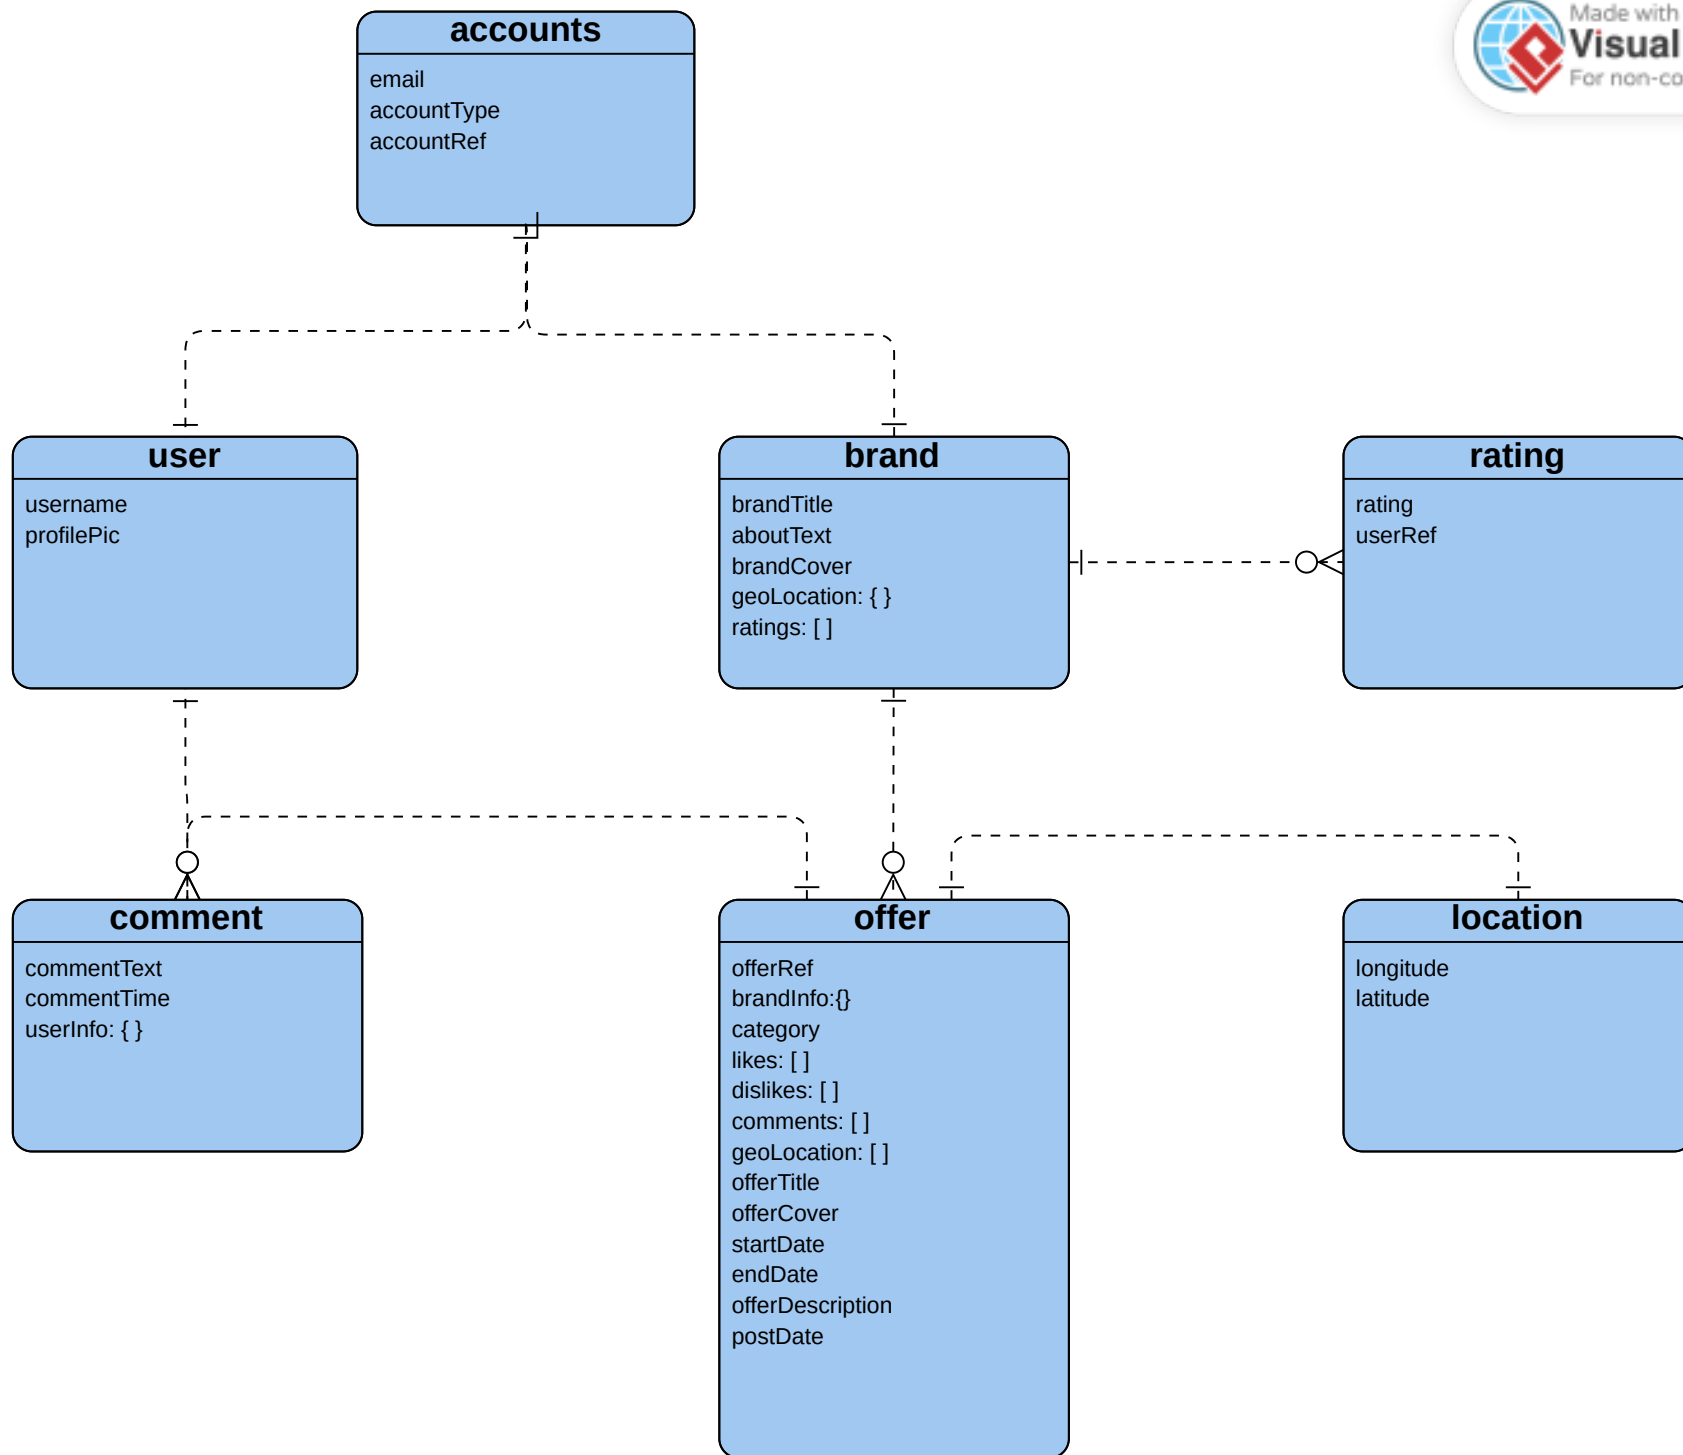 accounts
email
accountType
accountRef
Made with
Visual
For non-co
user
username
profilePic
brand
brandTitle
aboutText
brandCover
geoLocation: { }
ratings: [ ]
rating
rating
userRef
comment
commentText
commentTime
userInfo: { }
offer
offerRef
brandInfo:{}
category
likes: [ ]
dislikes: [ ]
comments: [ ]
geoLocation: [ ]
offerTitle
offerCover
startDate
endDate
offerDescription
postDate
location
longitude
latitude